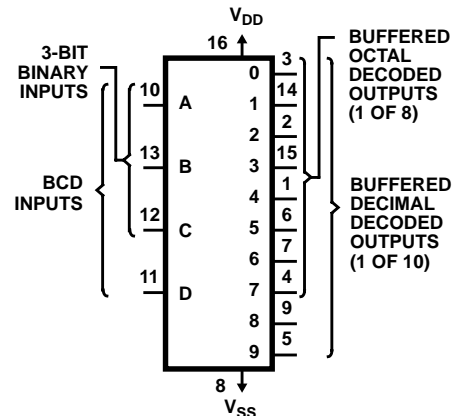 V_DD
16
3-BIT
BINARY
INPUTS
BCD
INPUTS
10 A
13 B
12 C
11 D
0 3
1 14
2 2
3 15
4 1
5 6
6 7
7 4
8 9
9 5
BUFFERED
OCTAL
DECODED
OUTPUTS
(1 OF 8)
BUFFERED
DECIMAL
DECODED
OUTPUTS
(1 OF 10)
8
V_SS